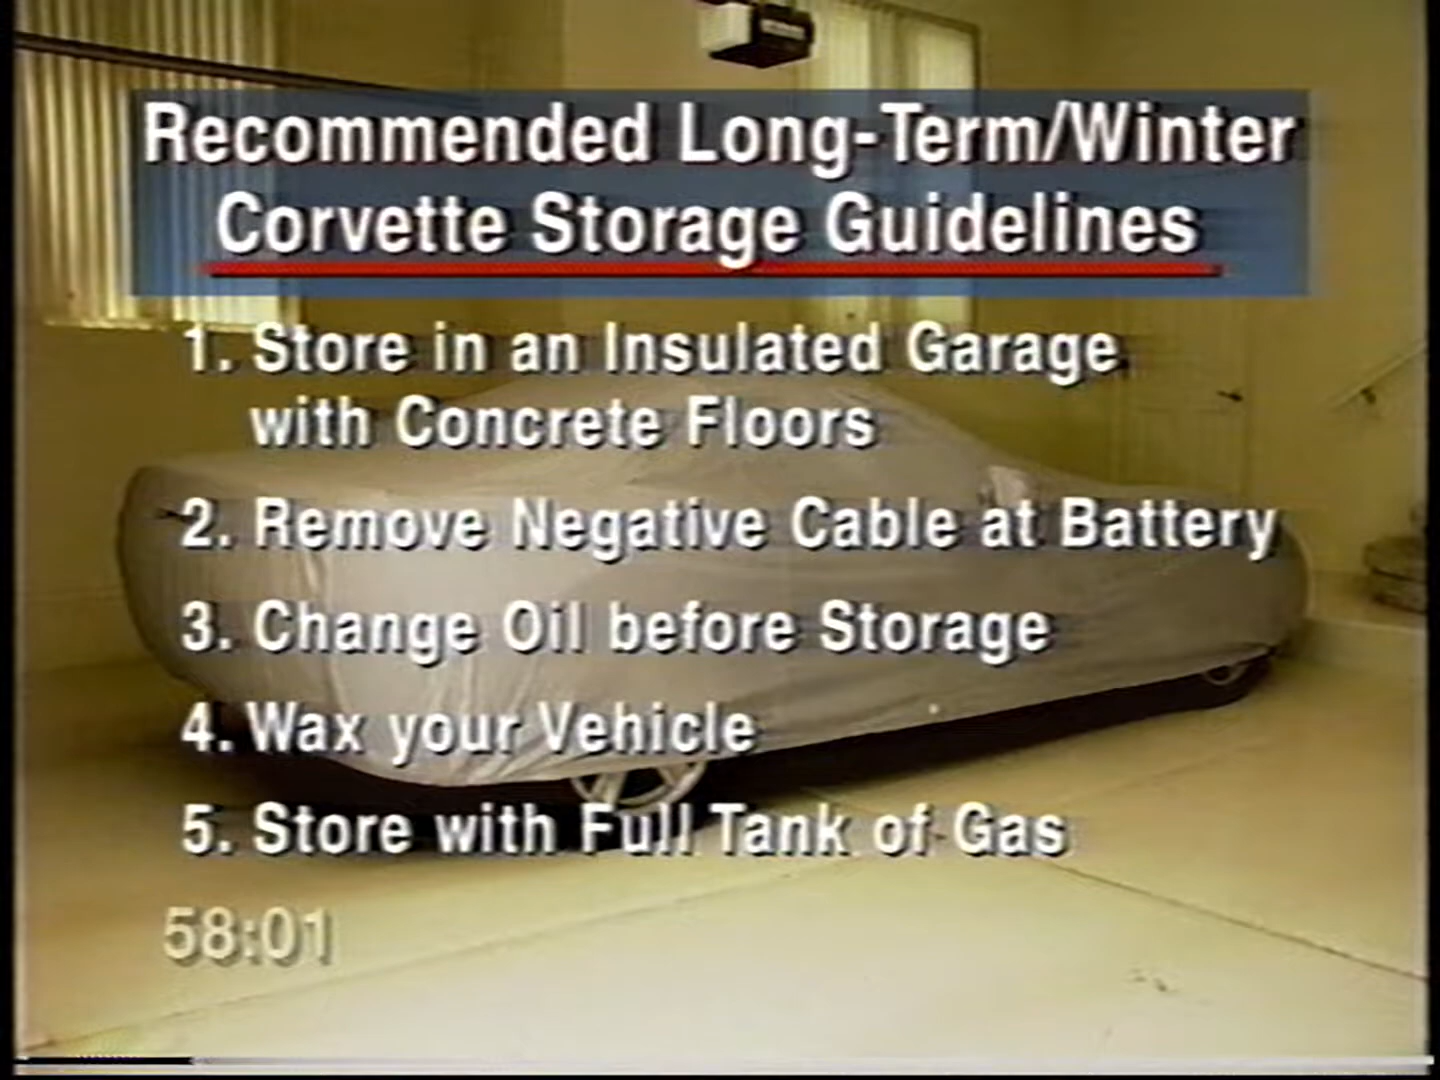 Recommended Long-Term/Winter
Corvette Storage Guidelines
1. Store in an Insulated Garage
with Concrete Floors
2. Remove Negative Cable at Battery
3. Change Oil before Storage
4. Wax your Vehicle
5. Store with Full Tank of Gas
58:01